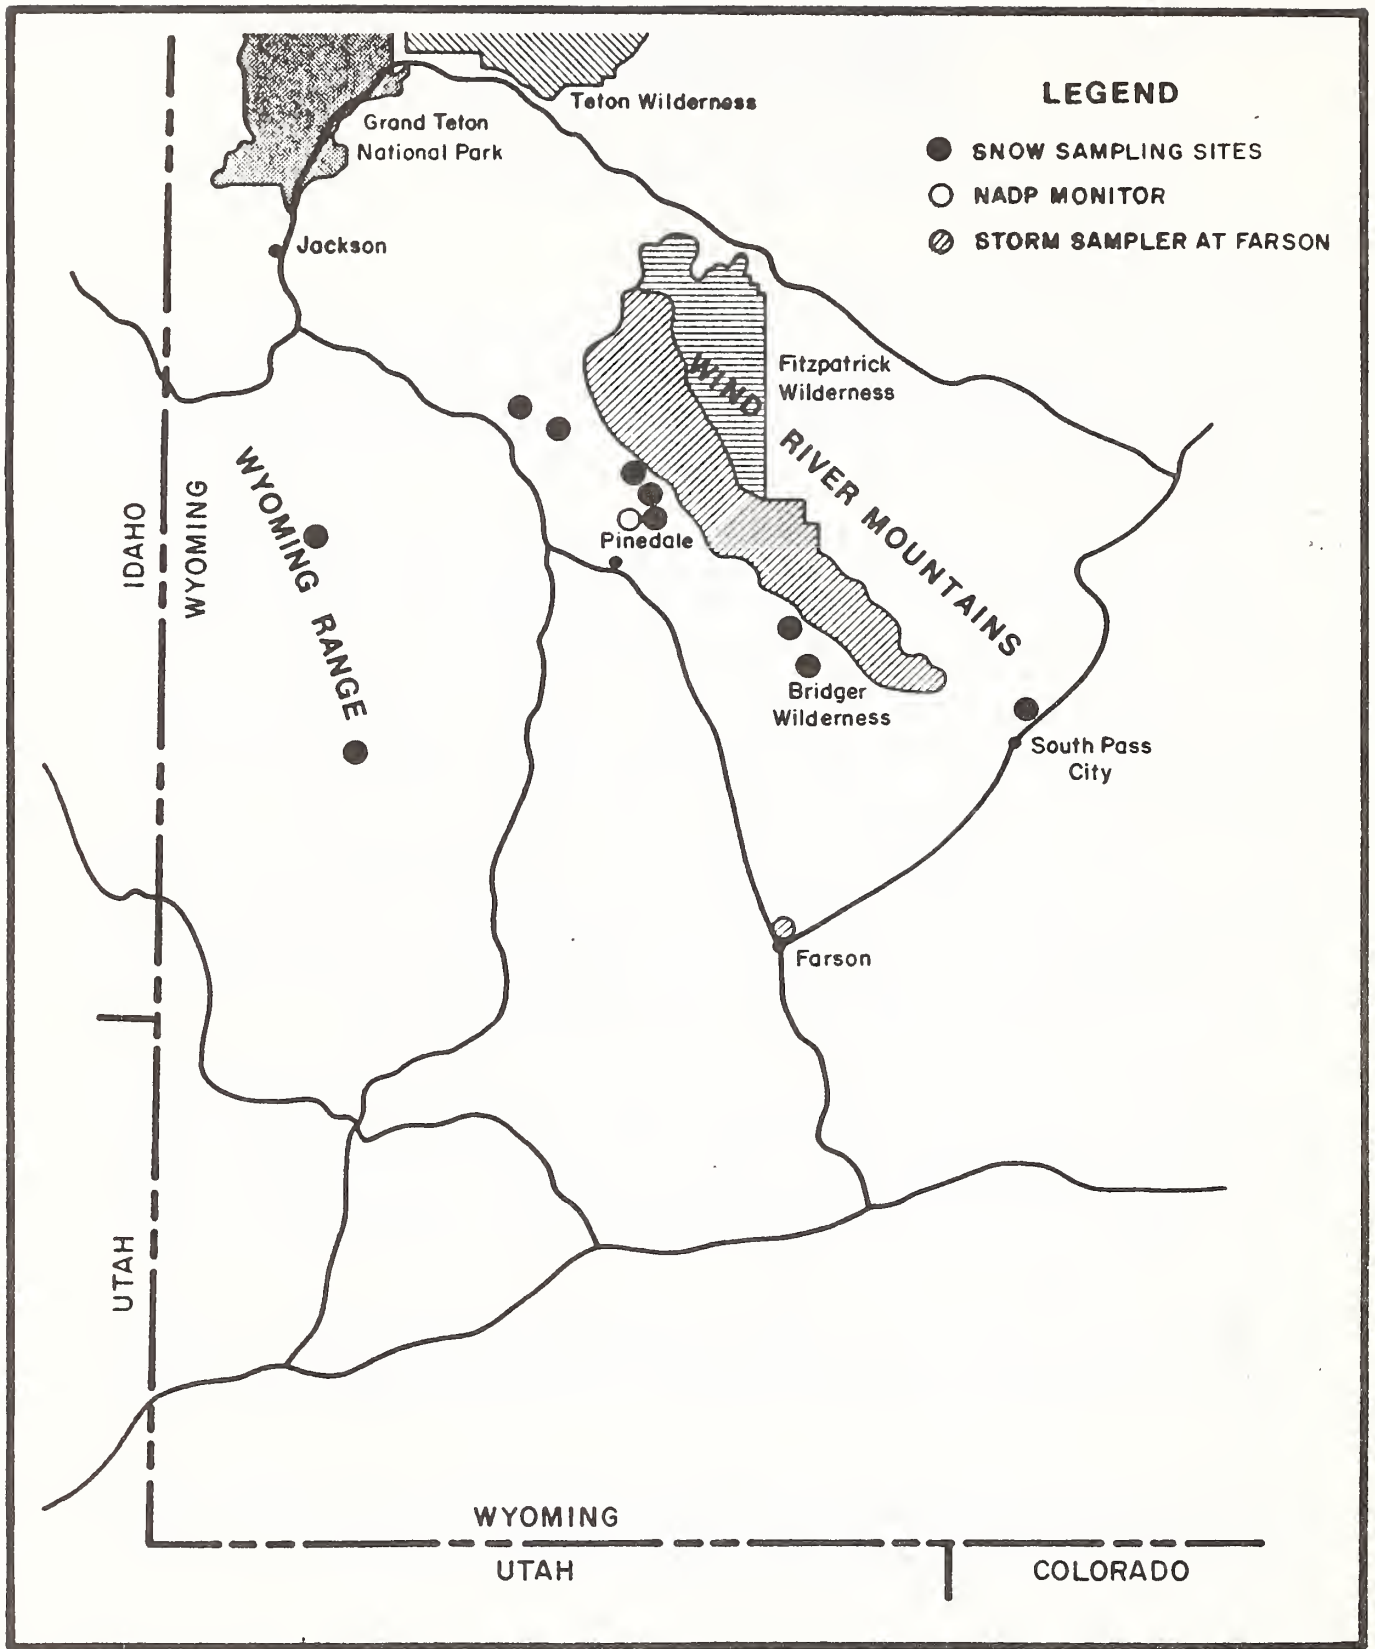 LEGEND
SNOW SAMPLING SITES
NADP MONITOR
STORM SAMPLER AT FARSON
Teton Wilderness
Grand Teton
National Park
Jackson
Fitzpatrick
Wilderness
WIND RIVER MOUNTAINS
WYOMING RANGE
IDAHO
WYOMING
Pinedale
Bridger
Wilderness
South Pass
City
Farson
UTAH
WYOMING
UTAH
COLORADO